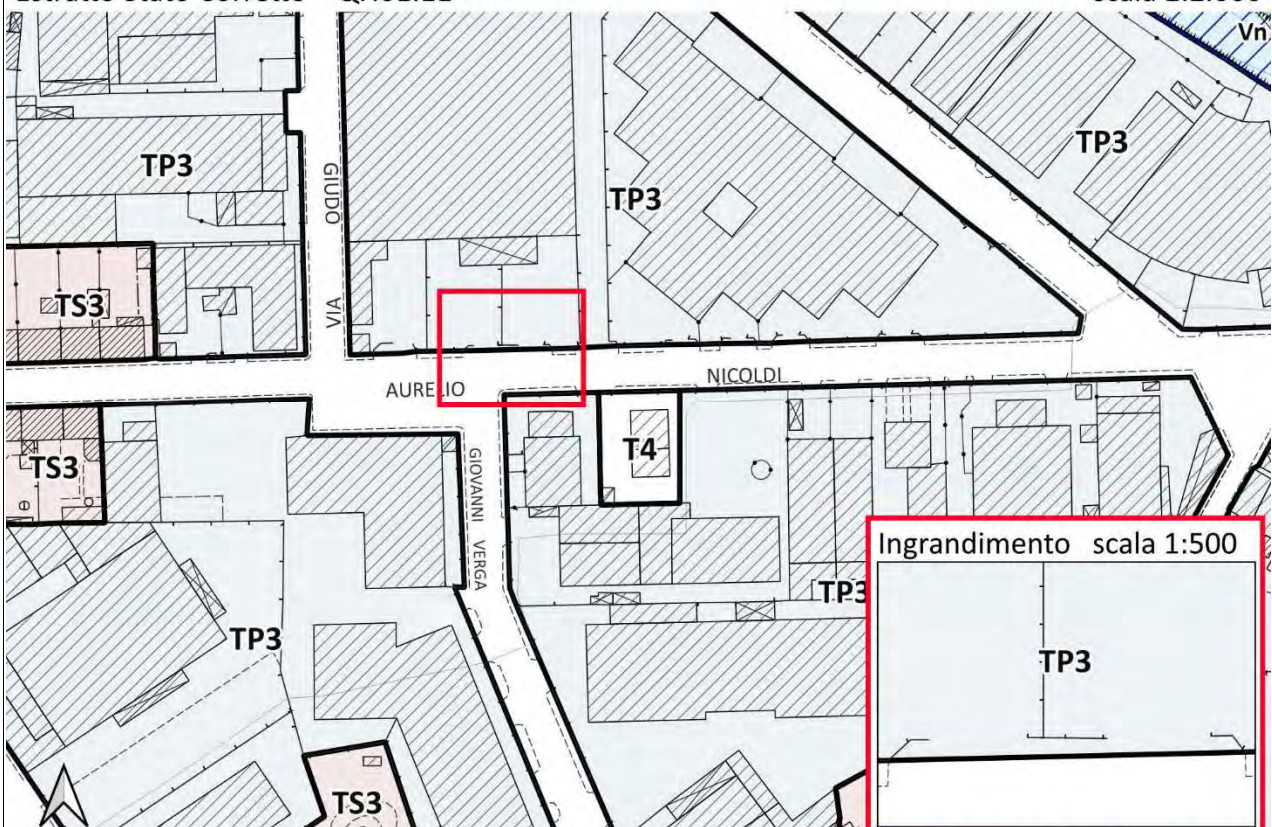 Vn
TP3
TP3
TP3
VIA GIUDO
TS3
AURELIO
NICOLDI
TS3
T4
GIOVANNI VERGA
Ingrandimento scala 1:500
TP3
TP3
TP3
TS3